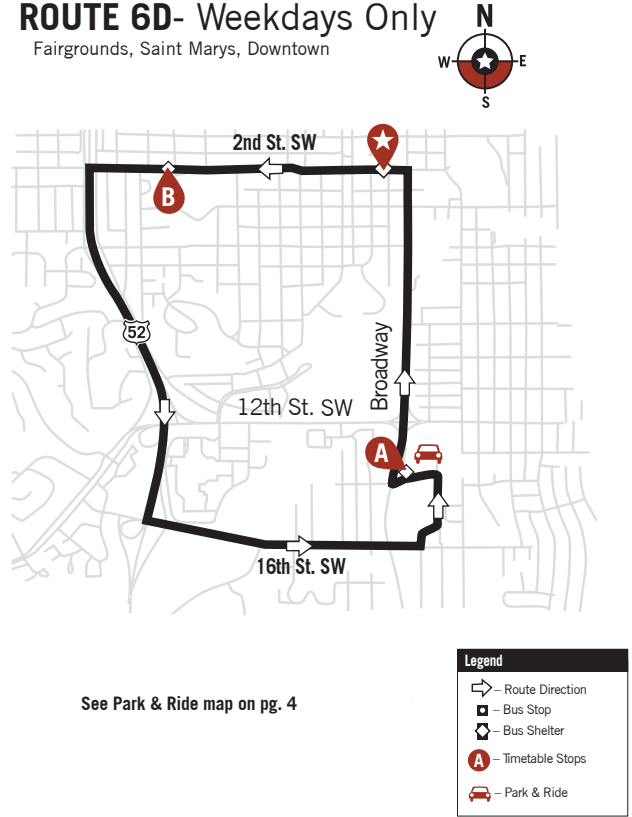 ROUTE 6D- Weekdays Only
Fairgrounds, Saint Marys, Downtown
N
W
E
S
2nd St. SW
B
52
Broadway
12th St. SW
A
16th St. SW
See Park & Ride map on pg. 4
Legend
– Route Direction
– Bus Stop
– Bus Shelter
A – Timetable Stops
– Park & Ride